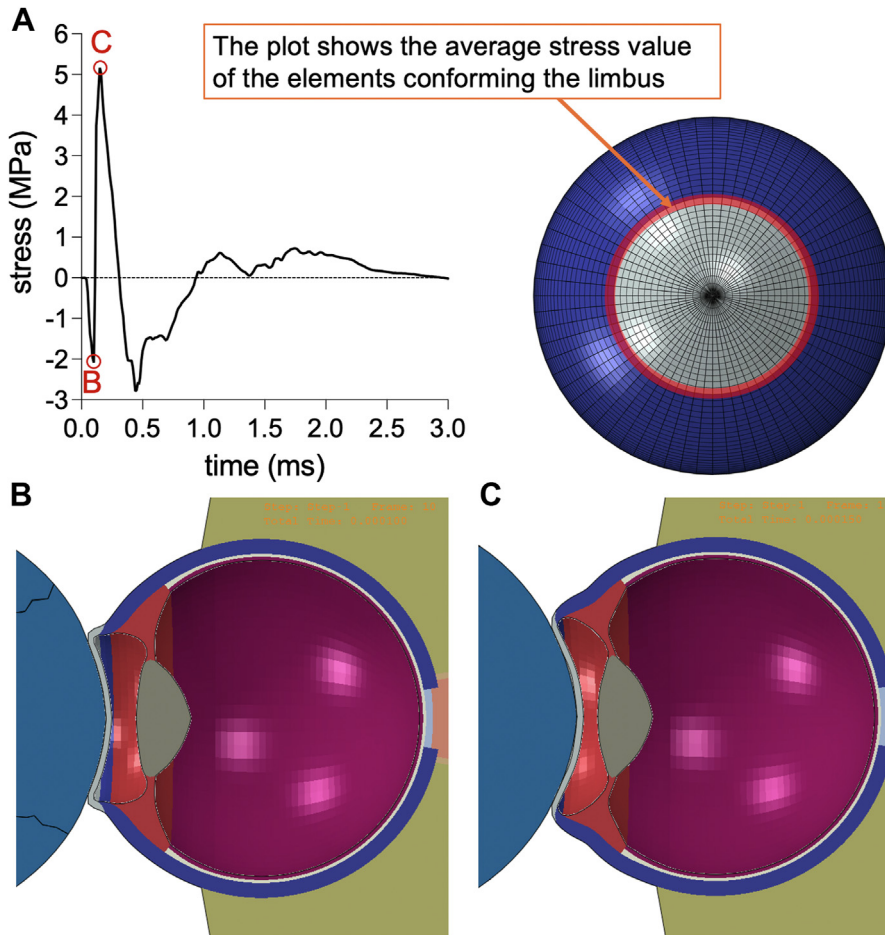 A
The plot shows the average stress value
of the elements conforming the limbus
C
B
stress (MPa)
6
5
4
3
2
1
0
-1
-2
-3
0.0 0.5 1.0 1.5 2.0 2.5 3.0
time (ms)
B
C